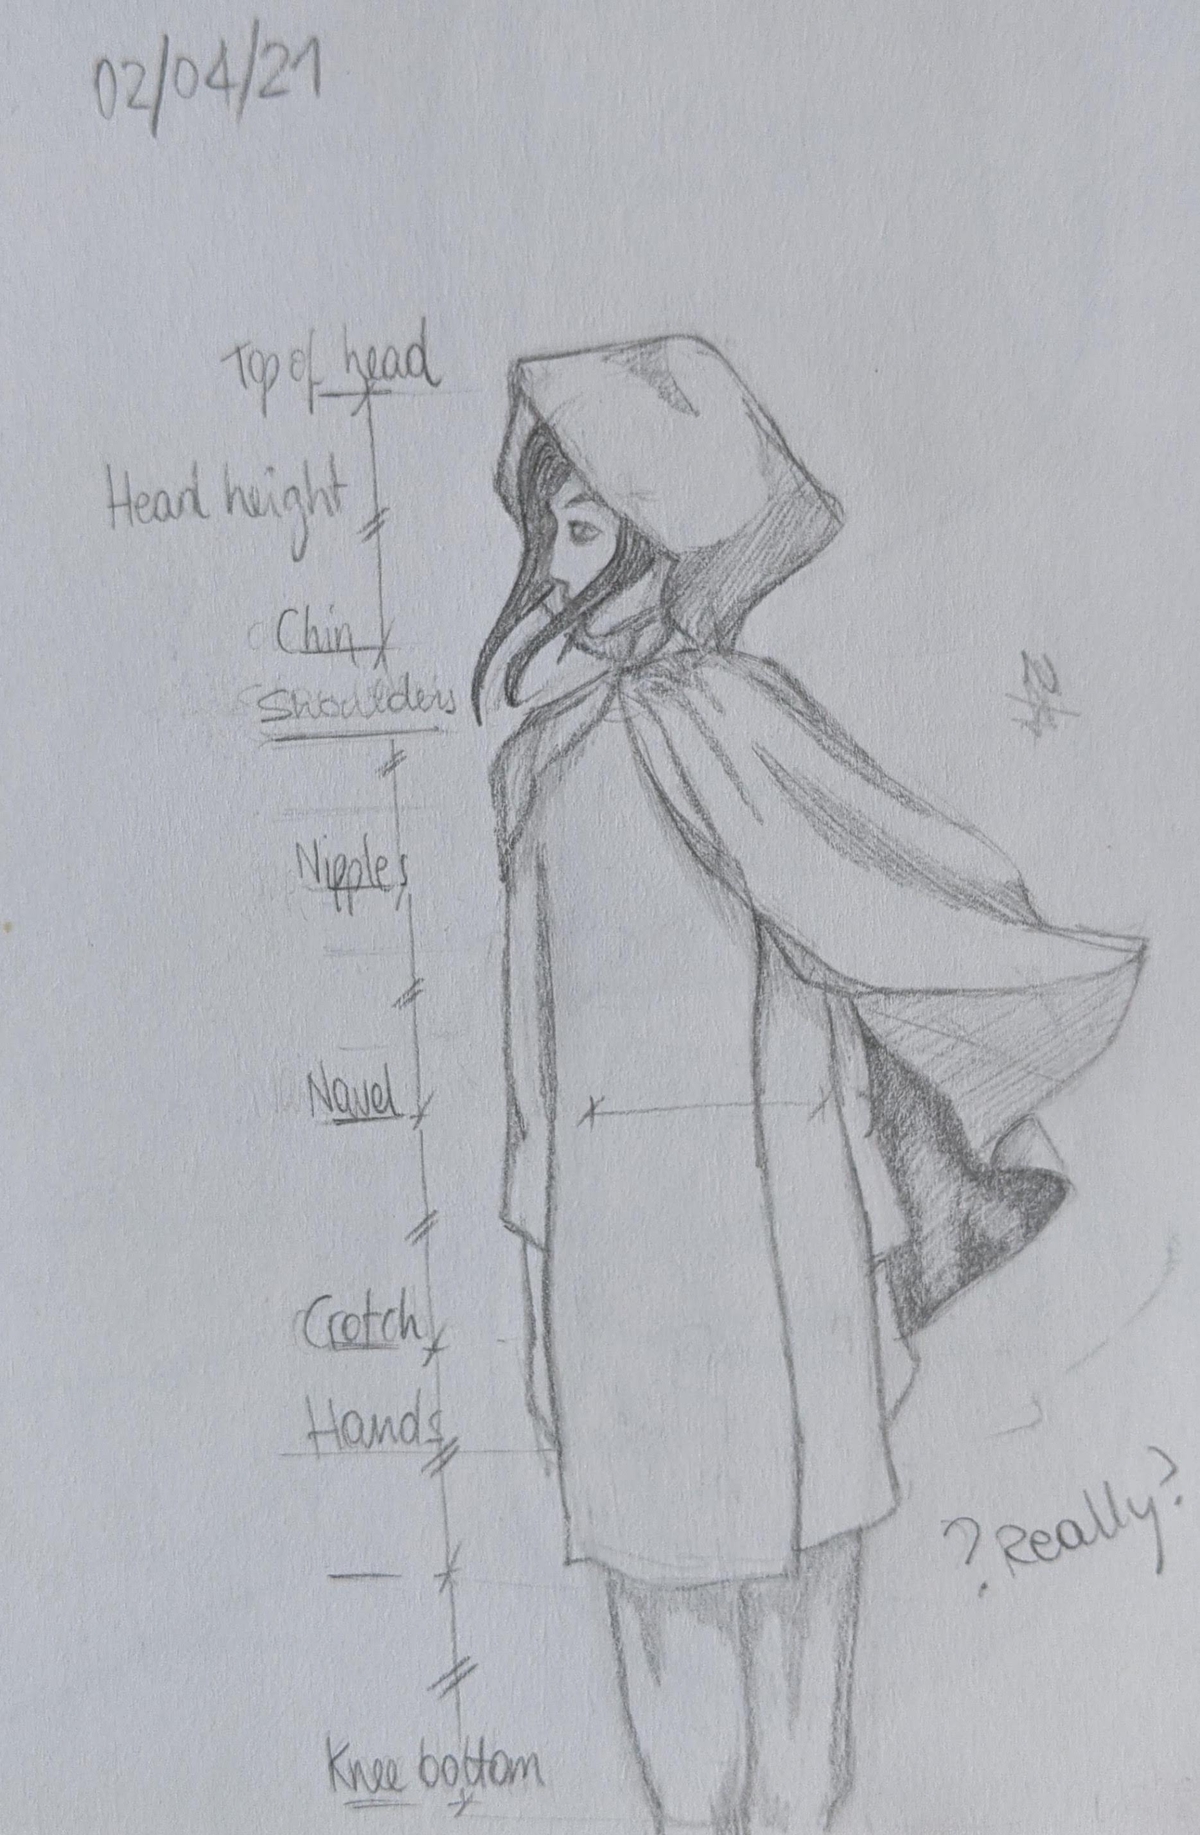 02/04/21
Top of head
Head height
Chin
Shoulders
Nipples
Navel
Crotch
Hands
?Really?
Knee bottom